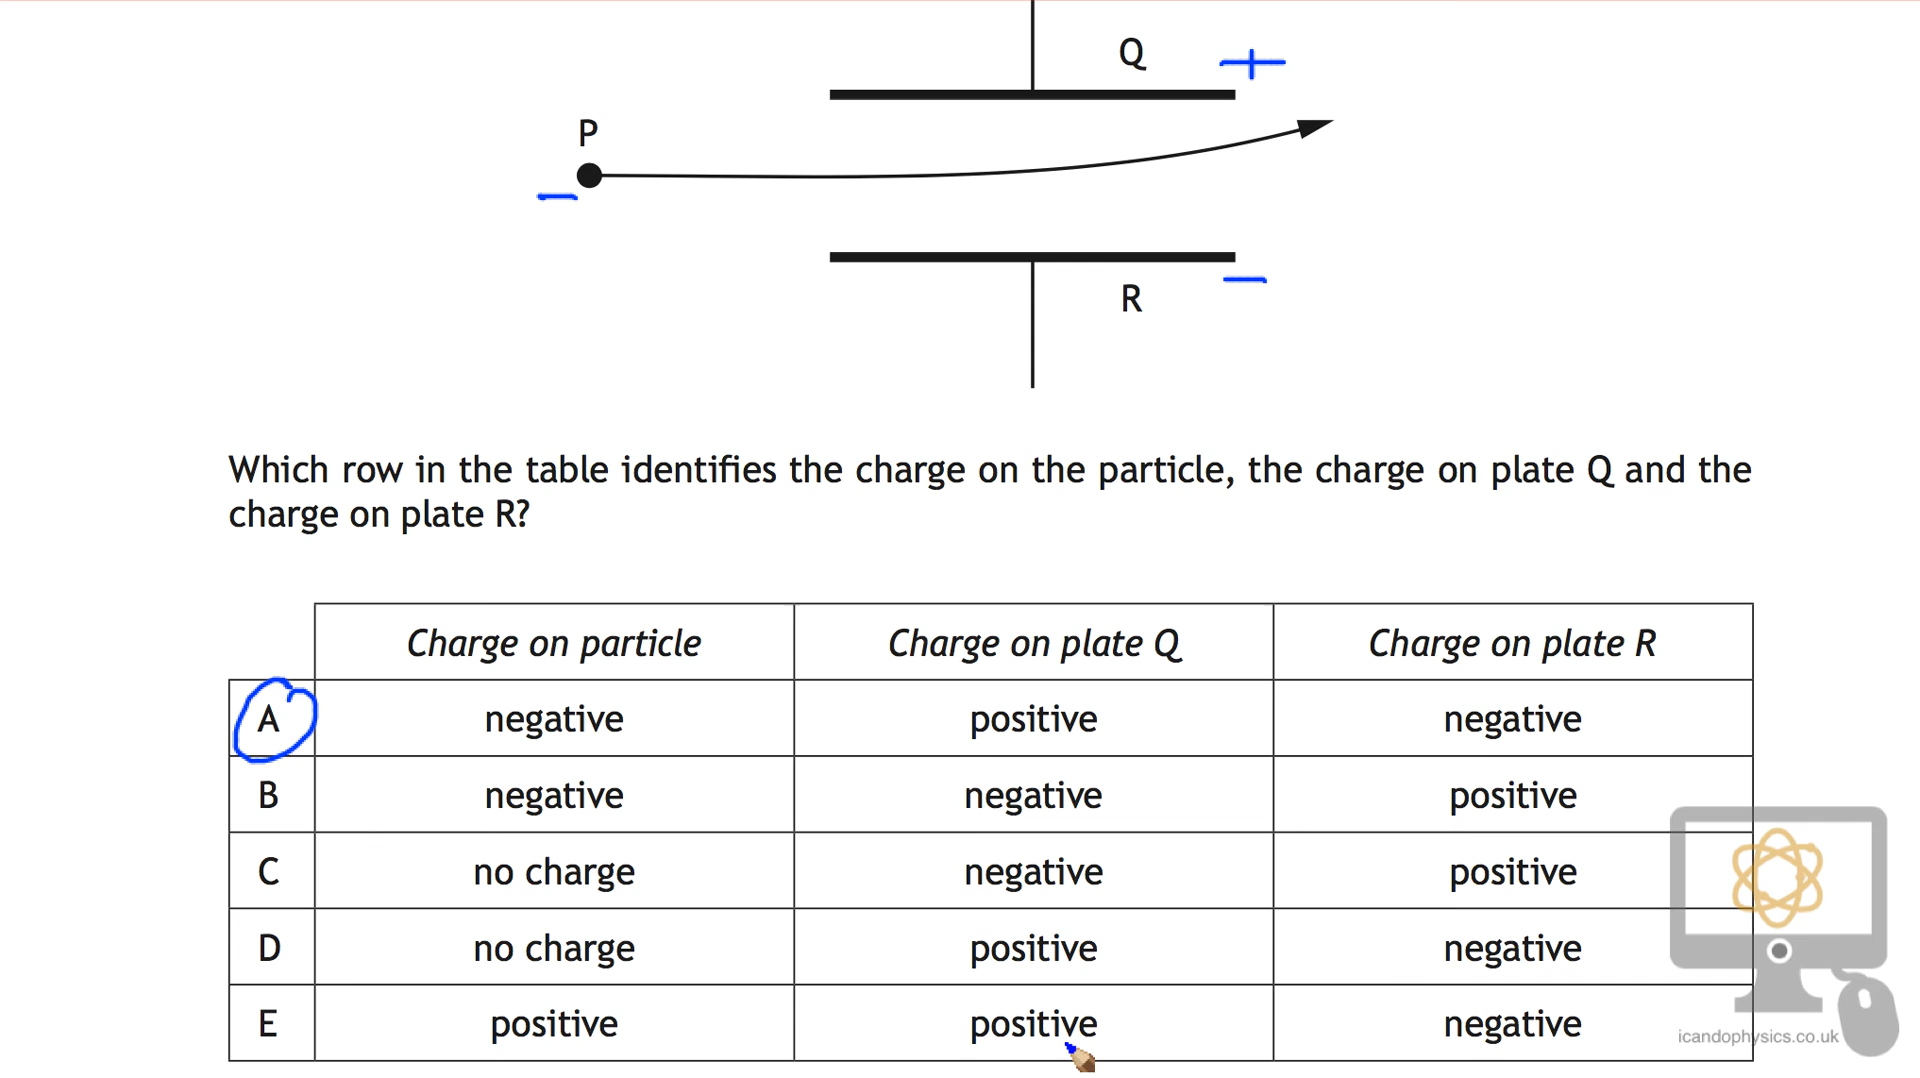 Q +
P
−
−
R
Which row in the table identifies the charge on the particle, the charge on plate Q and the
charge on plate R?
Charge on particle Charge on plate Q Charge on plate R
A negative positive negative
B negative negative positive
C no charge negative positive
D no charge positive negative
E positive positive negative
icandophysics.co.uk